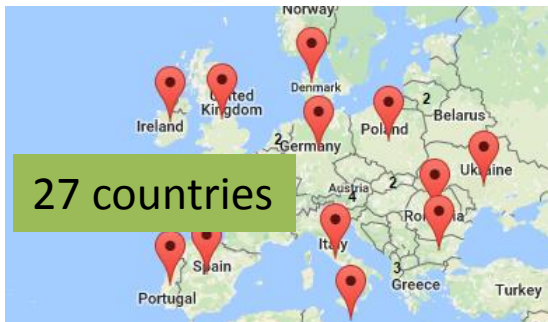 Norway
Denmark
United
Kingdom
2
Belarus
Ireland
Poland
2
Germany
Ukraine
27 countries
Austria
2
4
Italy
Spain
3
Portugal
Greece
Turkey